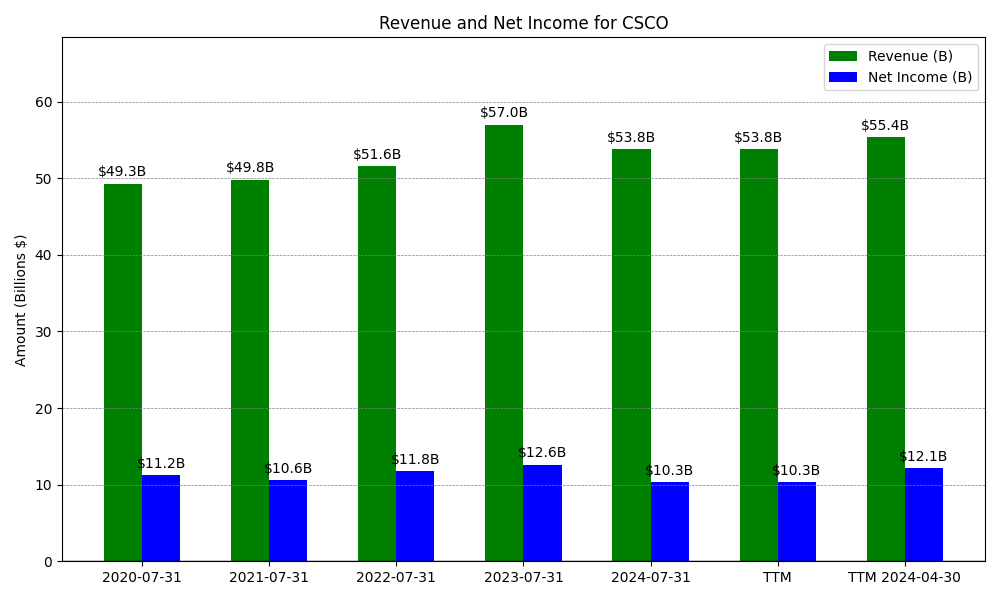 Revenue and Net Income for CSCO
Revenue (B)
Net Income (B)
Amount (Billions $)
60
50
40
30
20
10
0
$49.3B
$11.2B
$49.8B
$10.6B
$51.6B
$11.8B
$57.0B
$12.6B
$53.8B
$10.3B
$53.8B
$10.3B
$55.4B
$12.1B
2020-07-31
2021-07-31
2022-07-31
2023-07-31
2024-07-31
TTM
TTM 2024-04-30